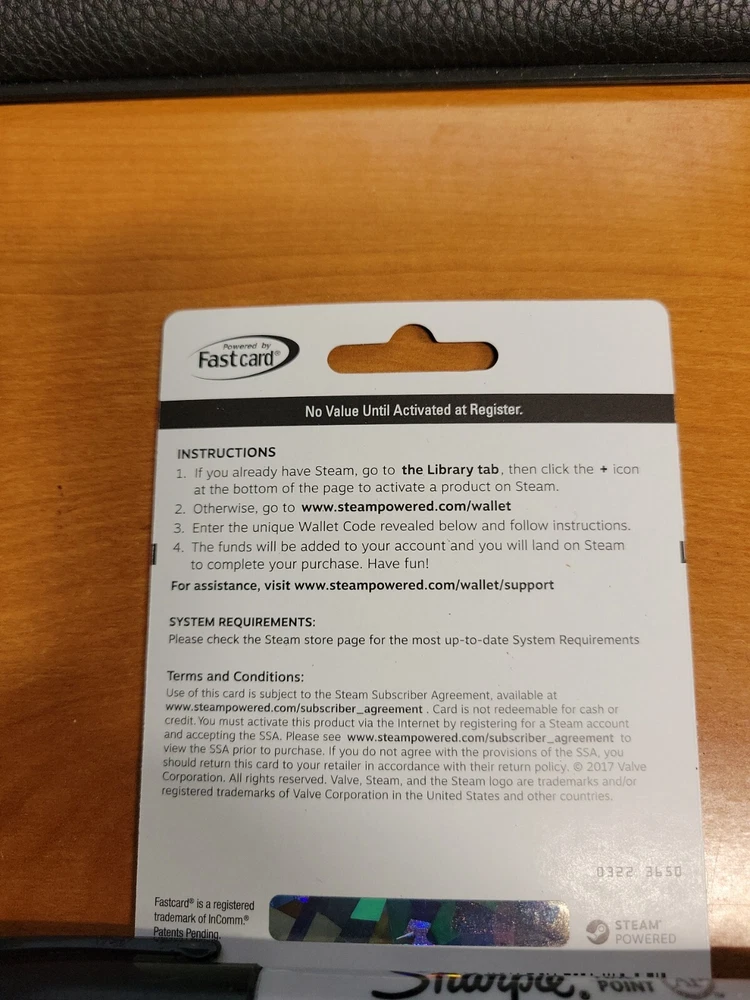 Powered by
Fastcard®
No Value Until Activated at Register.
INSTRUCTIONS
1. If you already have Steam, go to the Library tab, then click the + icon
at the bottom of the page to activate a product on Steam.
2. Otherwise, go to www.steampowered.com/wallet
3. Enter the unique Wallet Code revealed below and follow instructions.
4. The funds will be added to your account and you will land on Steam
to complete your purchase. Have fun!
For assistance, visit www.steampowered.com/wallet/support
SYSTEM REQUIREMENTS:
Please check the Steam store page for the most up-to-date System Requirements
Terms and Conditions:
Use of this card is subject to the Steam Subscriber Agreement, available at
www.steampowered.com/subscriber_agreement . Card is not redeemable for cash or
credit. You must activate this product via the Internet by registering for a Steam account
and accepting the SSA. Please see www.steampowered.com/subscriber_agreement to
view the SSA prior to purchase. If you do not agree with the provisions of the SSA, you
should return this card to your retailer in accordance with their return policy. © 2017 Valve
Corporation. All rights reserved. Valve, Steam, and the Steam logo are trademarks and/or
registered trademarks of Valve Corporation in the United States and other countries.
0322 3650
Fastcard® is a registered
trademark of InComm.®
Patents Pending.
STEAM®
POWERED
Sharpie®
POINT